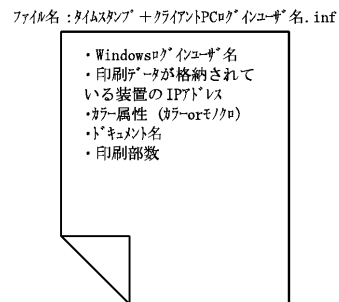 ﾌｧｲﾙ名：ﾀｲﾑｽﾀﾝﾌﾟ＋ｸﾗｲｱﾝﾄPCﾛｸﾞｲﾝﾕｰｻﾞ名.inf
・Windowsﾛｸﾞｲﾝﾕｰｻﾞ名
・印刷ﾃﾞｰﾀが格納されて
いる装置のIPｱﾄﾞﾚｽ
・ｶﾗｰ属性（ｶﾗｰorﾓﾉｸﾛ）
・ﾄﾞｷｭﾒﾝﾄ名
・印刷部数